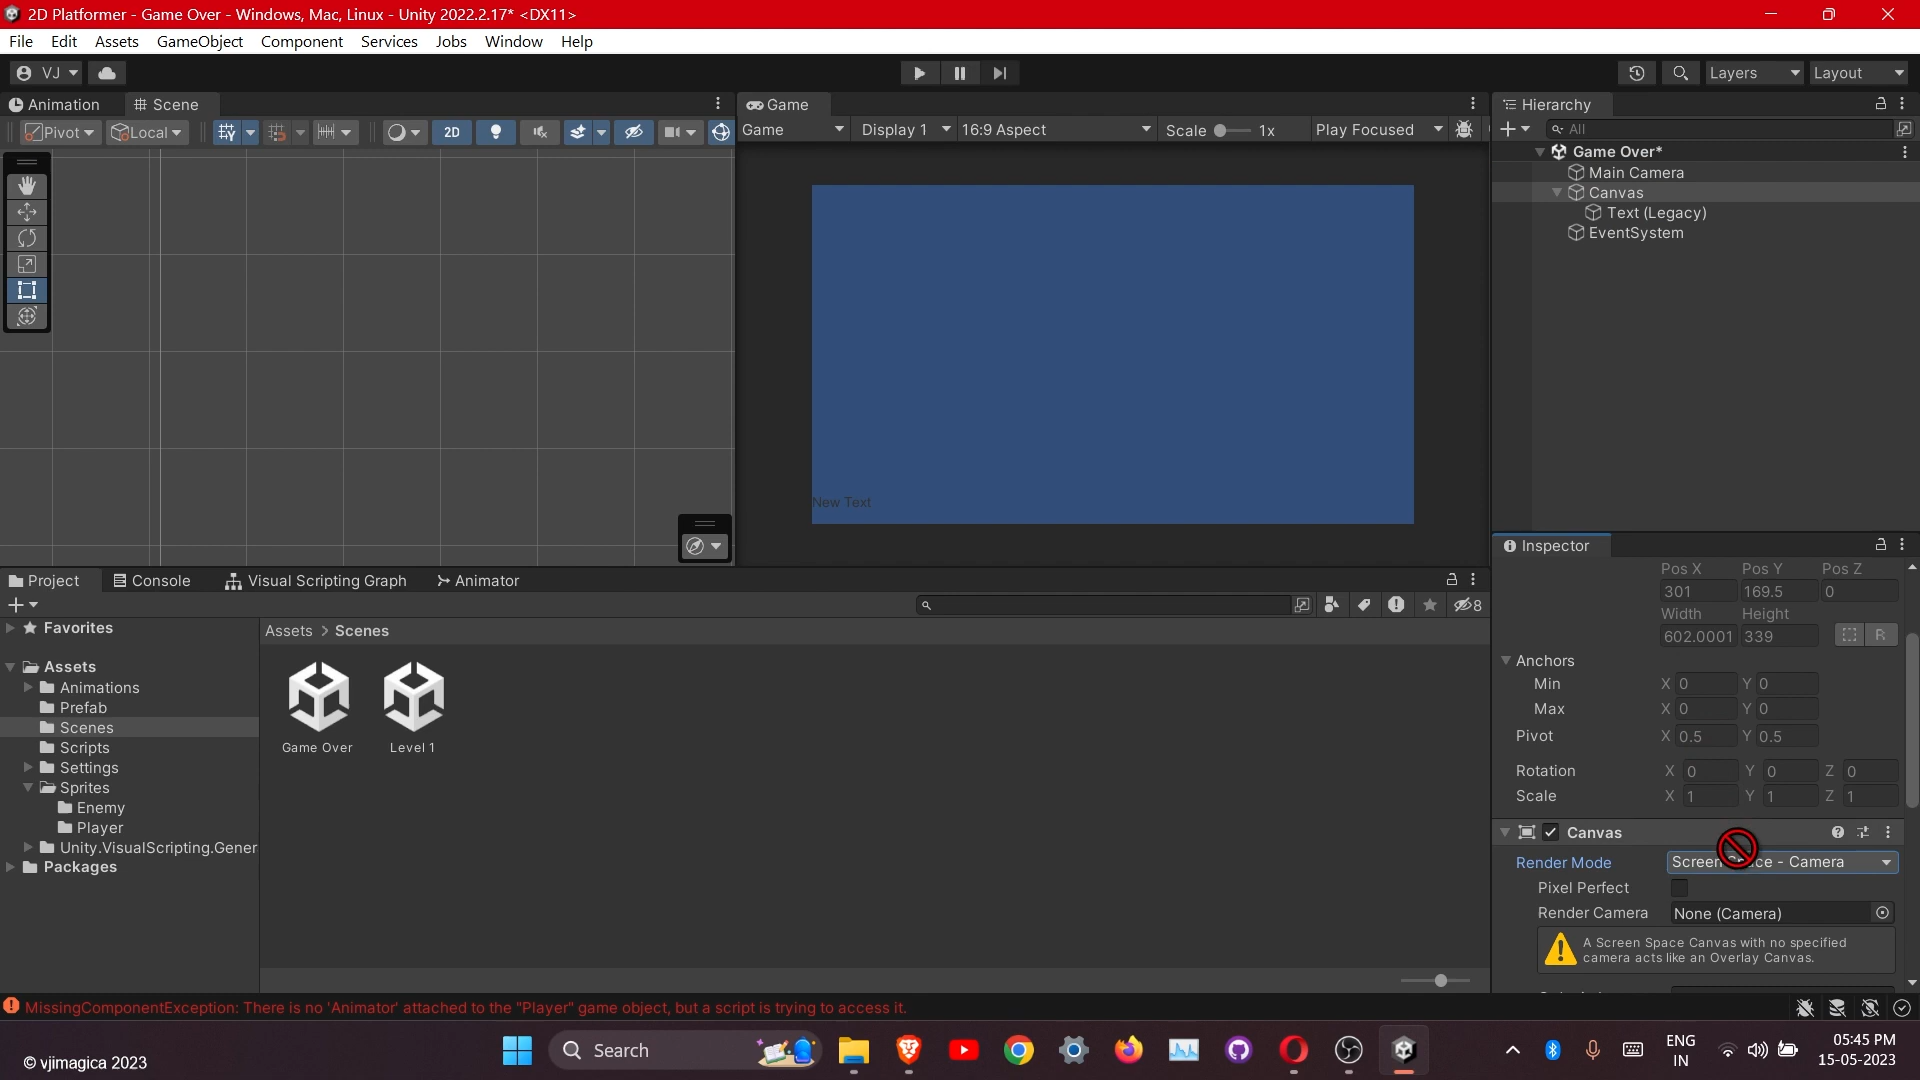 2D Platformer - Game Over - Windows, Mac, Linux - Unity 2022.2.17* <DX11>
File Edit Assets GameObject Component Services Jobs Window Help
VJ Layers Layout
Animation Scene Game Hierarchy
Pivot Local 2D Game Display 1 16:9 Aspect Scale 1x Play Focused All
Game Over*
Main Camera
Canvas
Text (Legacy)
EventSystem
New Text
Inspector
Pos X Pos Y Pos Z
301 169.5 0
Width Height
602.0001 339 R
Anchors
Min X 0 Y 0
Max X 0 Y 0
Pivot X 0.5 Y 0.5
Rotation X 0 Y 0 Z 0
Scale X 1 Y 1 Z 1
Canvas
Render Mode Screen Space - Camera
Pixel Perfect
Render Camera None (Camera)
A Screen Space Canvas with no specified
camera acts like an Overlay Canvas.
Project Console Visual Scripting Graph Animator
8
Favorites
Assets > Scenes
Assets
Animations
Prefab
Scenes
Scripts
Settings
Sprites
Enemy
Player
Unity.VisualScripting.Gener
Packages
Game Over Level 1
MissingComponentException: There is no 'Animator' attached to the "Player" game object, but a script is trying to access it.
© vjimagica 2023
Search
ENG
IN
05:45 PM
15-05-2023